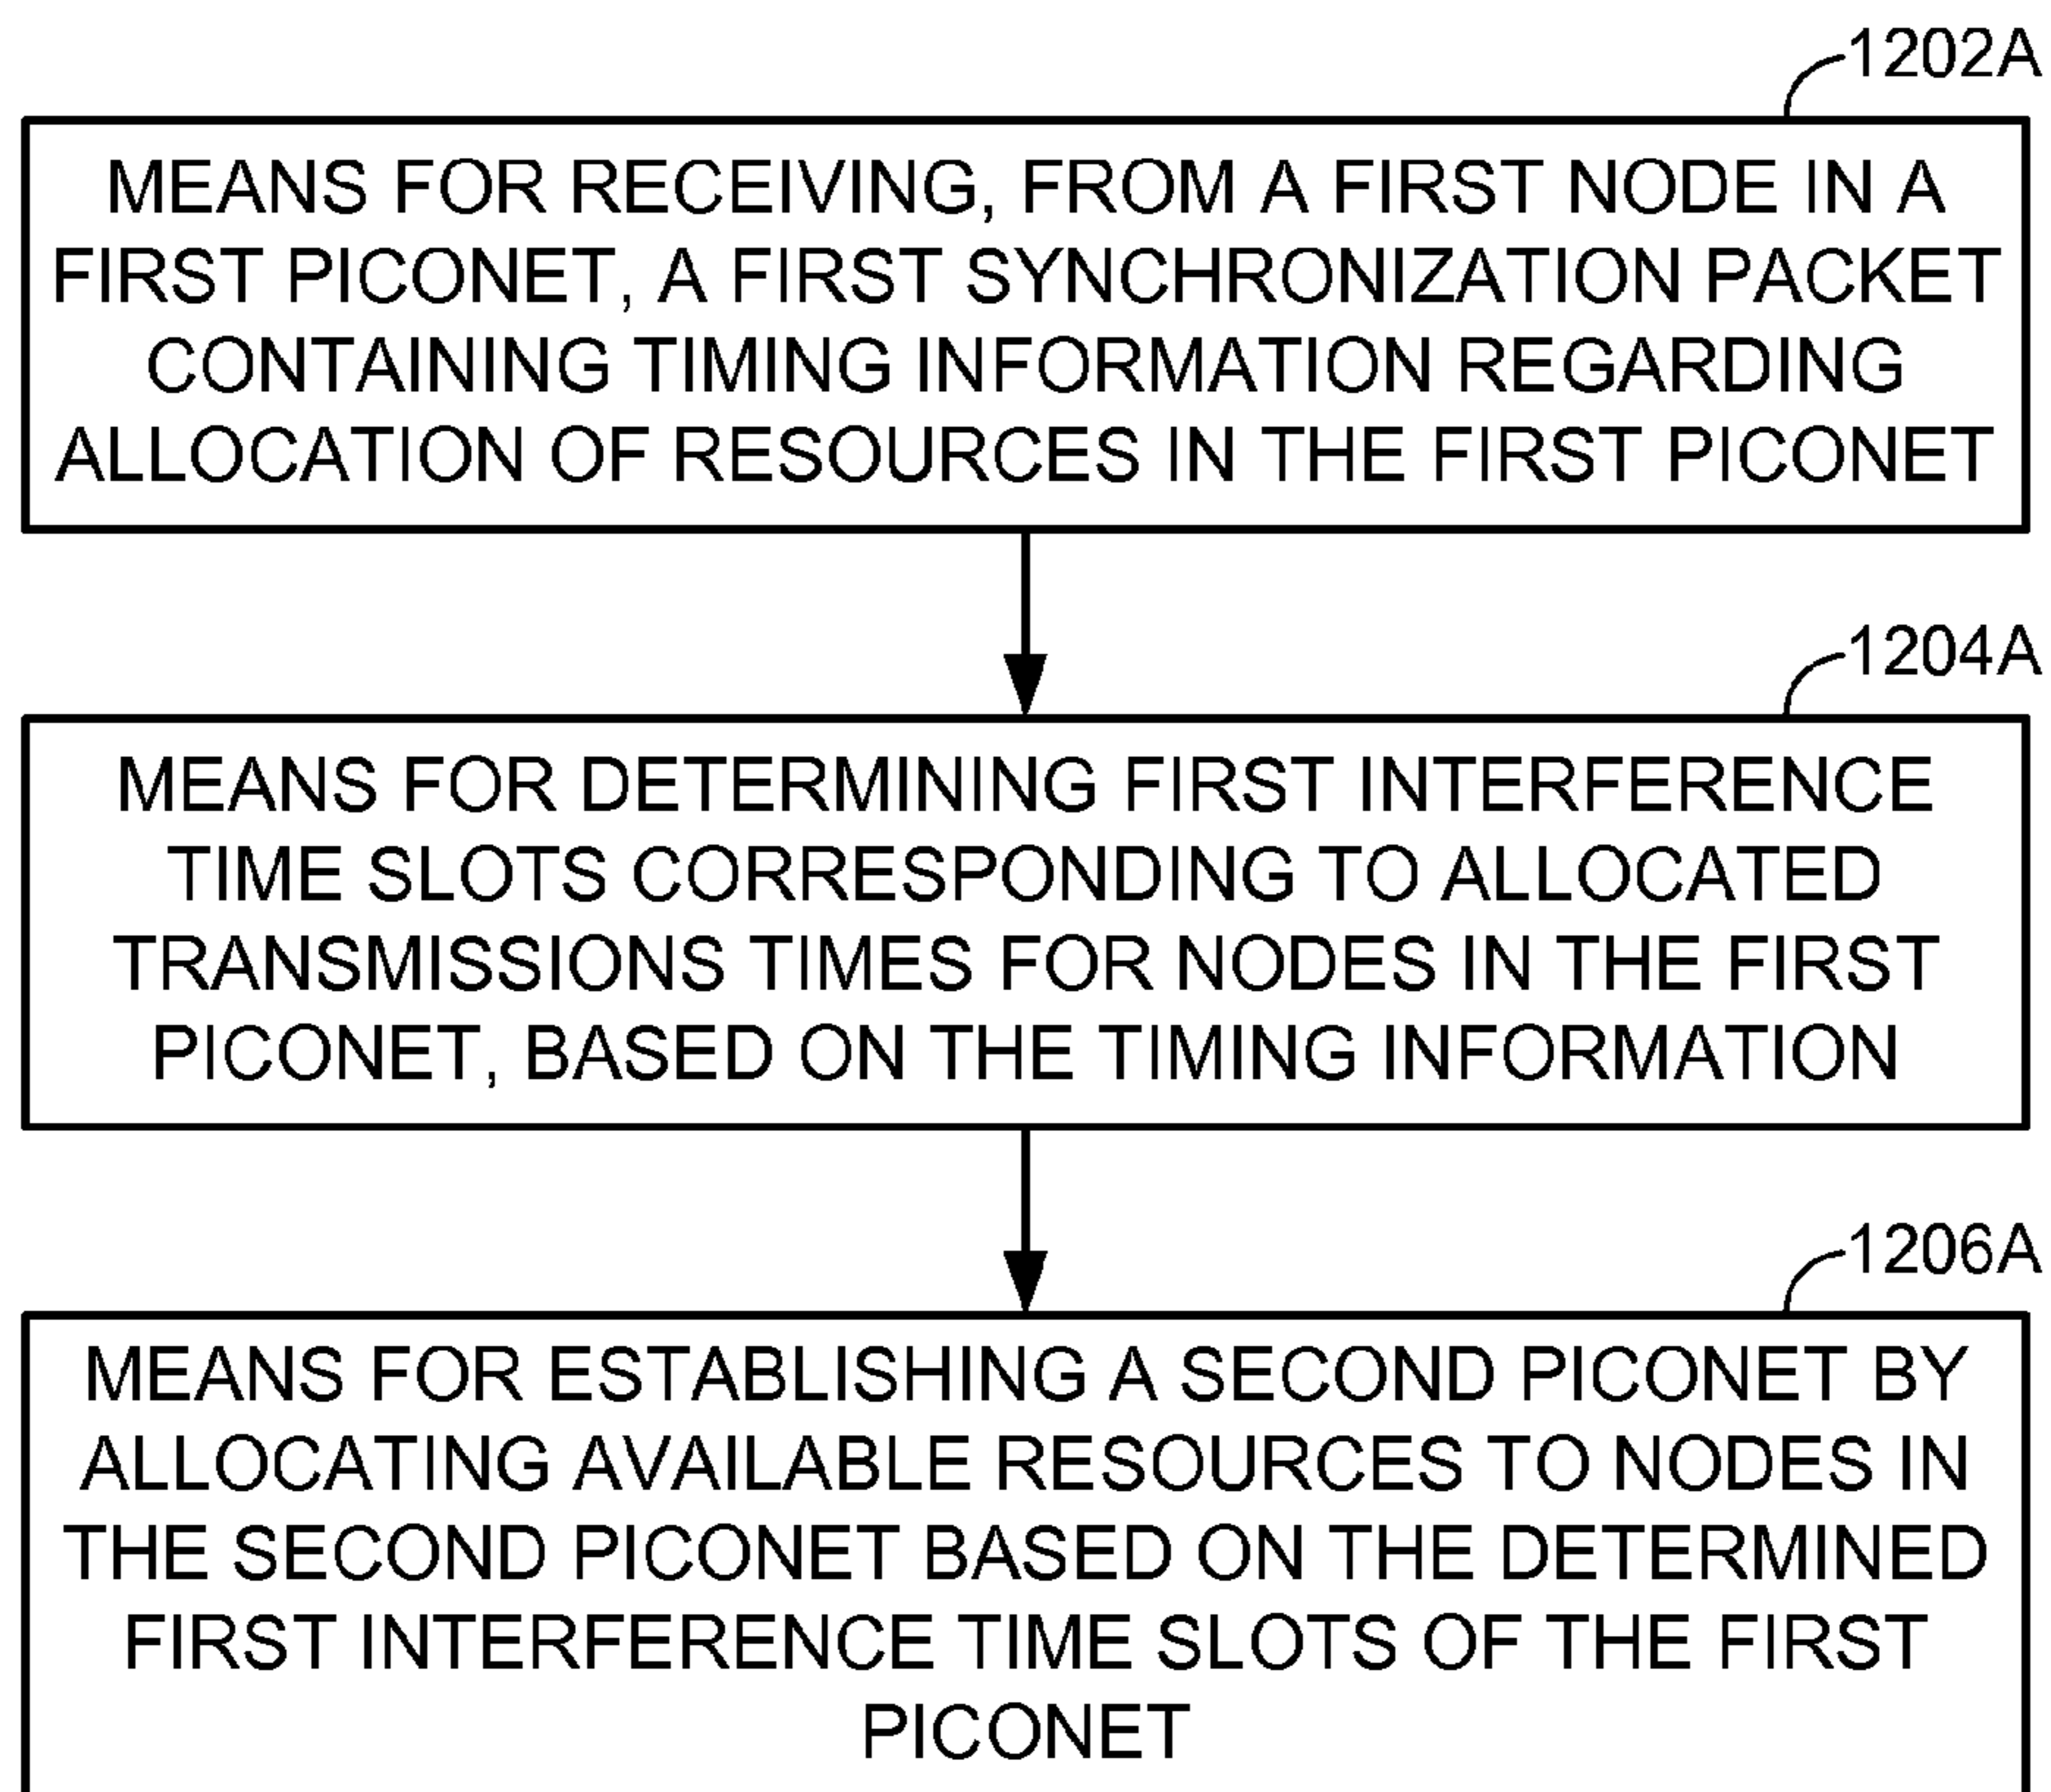 1202A
MEANS FOR RECEIVING, FROM A FIRST NODE IN A
FIRST PICONET, A FIRST SYNCHRONIZATION PACKET
CONTAINING TIMING INFORMATION REGARDING
ALLOCATION OF RESOURCES IN THE FIRST PICONET
1204A
MEANS FOR DETERMINING FIRST INTERFERENCE
TIME SLOTS CORRESPONDING TO ALLOCATED
TRANSMISSIONS TIMES FOR NODES IN THE FIRST
PICONET, BASED ON THE TIMING INFORMATION
1206A
MEANS FOR ESTABLISHING A SECOND PICONET BY
ALLOCATING AVAILABLE RESOURCES TO NODES IN
THE SECOND PICONET BASED ON THE DETERMINED
FIRST INTERFERENCE TIME SLOTS OF THE FIRST
PICONET